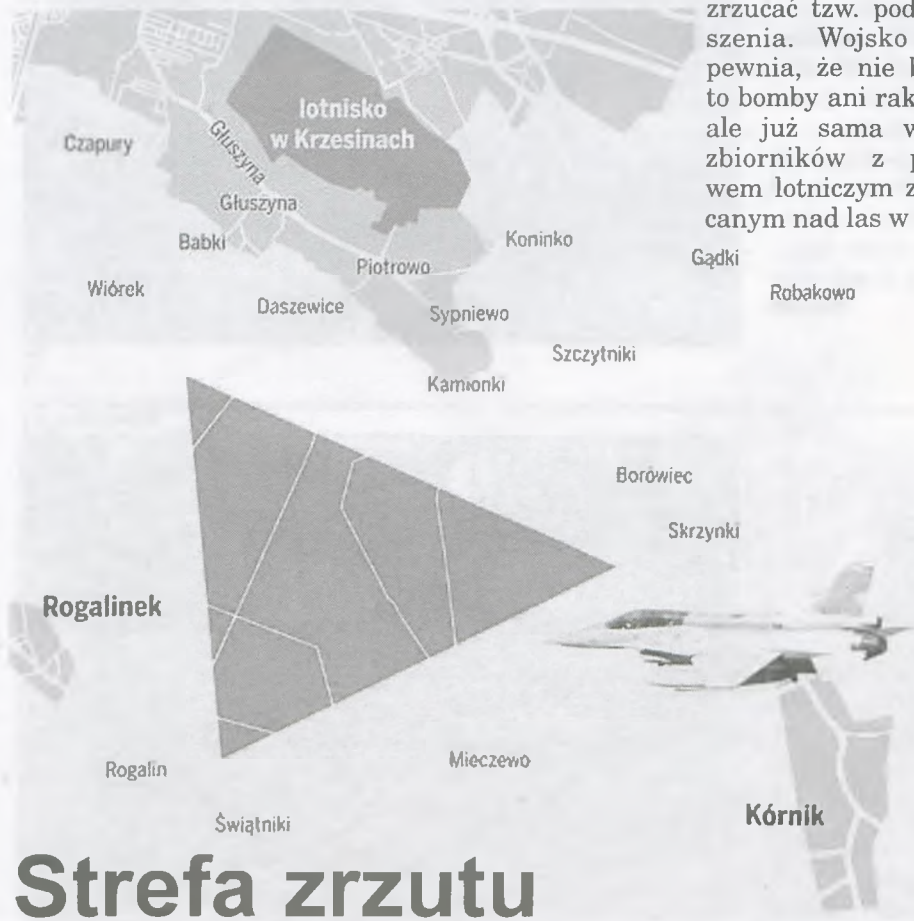 zrzucać tzw. pod
szenia. Wojsko
pewnia, że nie
to bomby ani rak
ale już sama w
zbiorników z p
wem lotniczym z
canym nad las w
lotnisko
w Krzesinach
Czapury
Głuszyna
Głuszyna
Babki
Koninko
Piotrowo
Gądki
Wiórek
Daszewice
Sypniewo
Robakowo
Szczytniki
Kamionki
Borówiec
Skrzynki
Rogalinek
Rogalin
Mieczewo
Świątniki
Kórnik
Strefa zrzutu